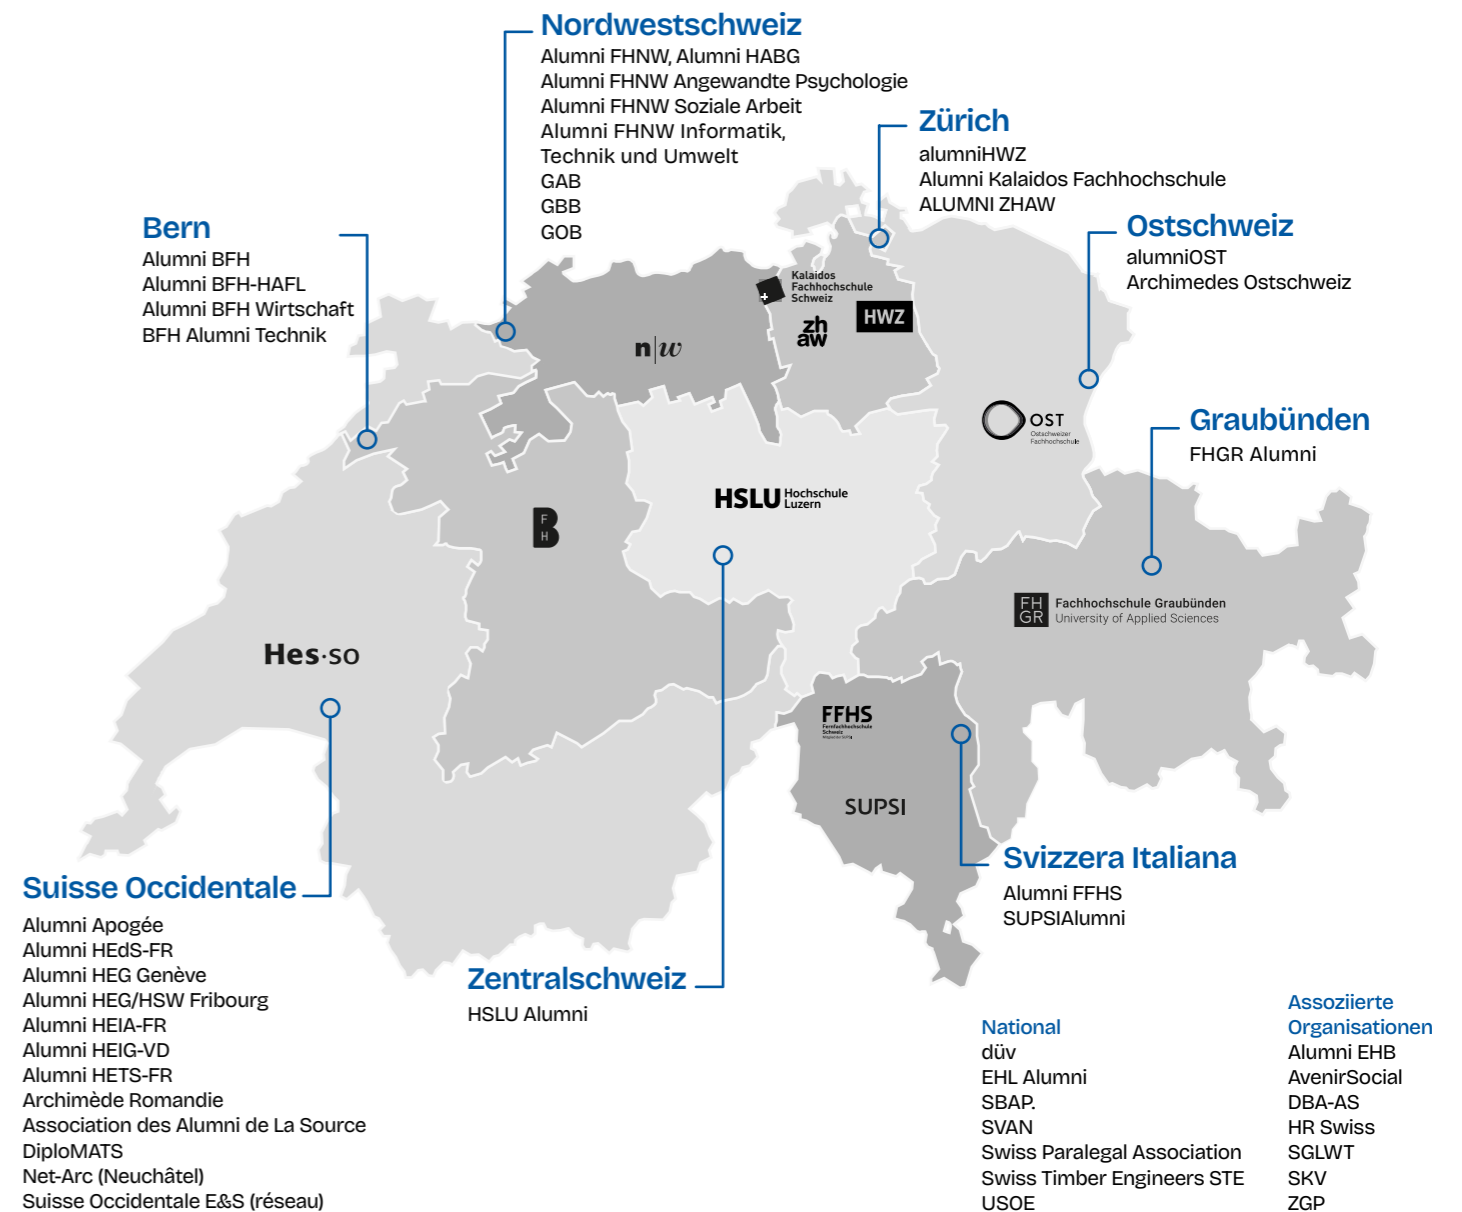 Nordwestschweiz
Alumni FHNW, Alumni HABG
Alumni FHNW Angewandte Psychologie
Alumni FHNW Soziale Arbeit
Alumni FHNW Informatik,
Technik und Umwelt
GAB
GBB
GOB
Zürich
alumniHWZ
Alumni Kalaidos Fachhochschule
ALUMNI ZHAW
Bern
Alumni BFH
Alumni BFH-HAFL
Alumni BFH Wirtschaft
BFH Alumni Technik
Ostschweiz
alumniOST
Archimedes Ostschweiz
Kalaidos
Fachhochschule
Schweiz
zh
aw
HWZ
n|w
OST
Ostschweizer
Fachhochschule
Graubünden
FHGR Alumni
HSLU Hochschule
Luzern
B
F
H
FH
GR
Fachhochschule Graubünden
University of Applied Sciences
Hes·so
FFHS
Fernfachhochschule
Schweiz
SUPSI
Svizzera Italiana
Alumni FFHS
SUPSIAlumni
Suisse Occidentale
Alumni Apogée
Alumni HEdS-FR
Alumni HEG Genève
Alumni HEG/HSW Fribourg
Alumni HEIA-FR
Alumni HEIG-VD
Alumni HETS-FR
Archimède Romandie
Association des Alumni de La Source
DiploMATS
Net-Arc (Neuchâtel)
Suisse Occidentale E&S (réseau)
Zentralschweiz
HSLU Alumni
National
düv
EHL Alumni
SBAP.
SVAN
Swiss Paralegal Association
Swiss Timber Engineers STE
USOE
Assoziierte
Organisationen
Alumni EHB
AvenirSocial
DBA-AS
HR Swiss
SGLWT
SKV
ZGP